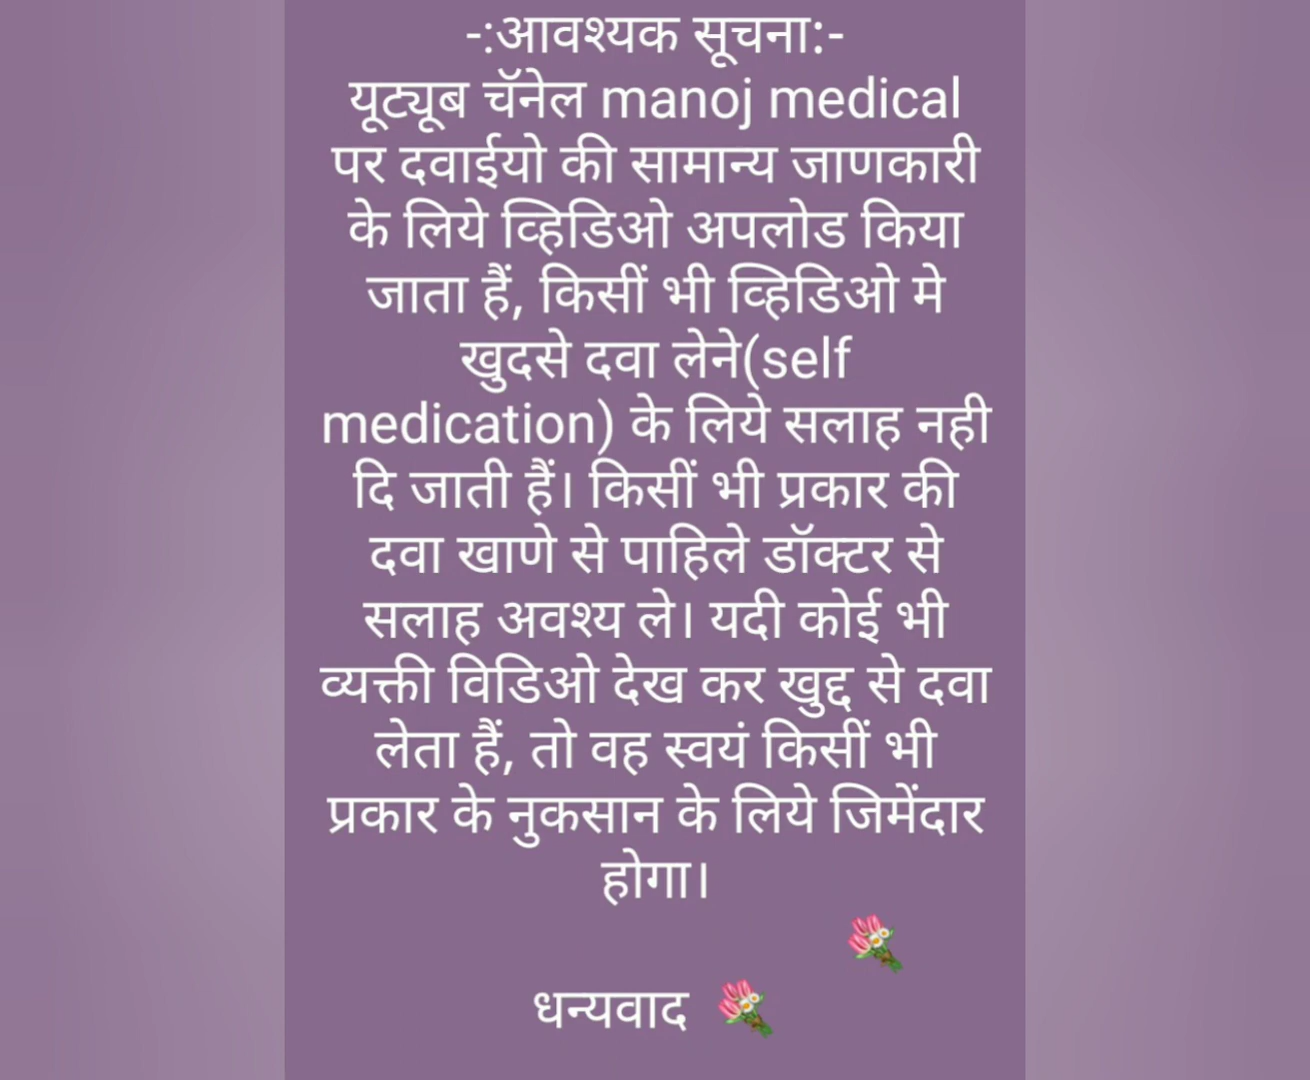 -:आवश्यक सूचना:-
यूट्यूब चॅनेल manoj medical
पर दवाईयो की सामान्य जाणकारी
के लिये व्हिडिओ अपलोड किया
जाता हैं, किसीं भी व्हिडिओ मे
खुदसे दवा लेने(self
medication) के लिये सलाह नही
दि जाती हैं। किसीं भी प्रकार की
दवा खाणे से पाहिले डॉक्टर से
सलाह अवश्य ले। यदी कोई भी
व्यक्ती विडिओ देख कर खुद्द से दवा
लेता हैं, तो वह स्वयं किसीं भी
प्रकार के नुकसान के लिये जिमेंदार
होगा।
💐
धन्यवाद 💐